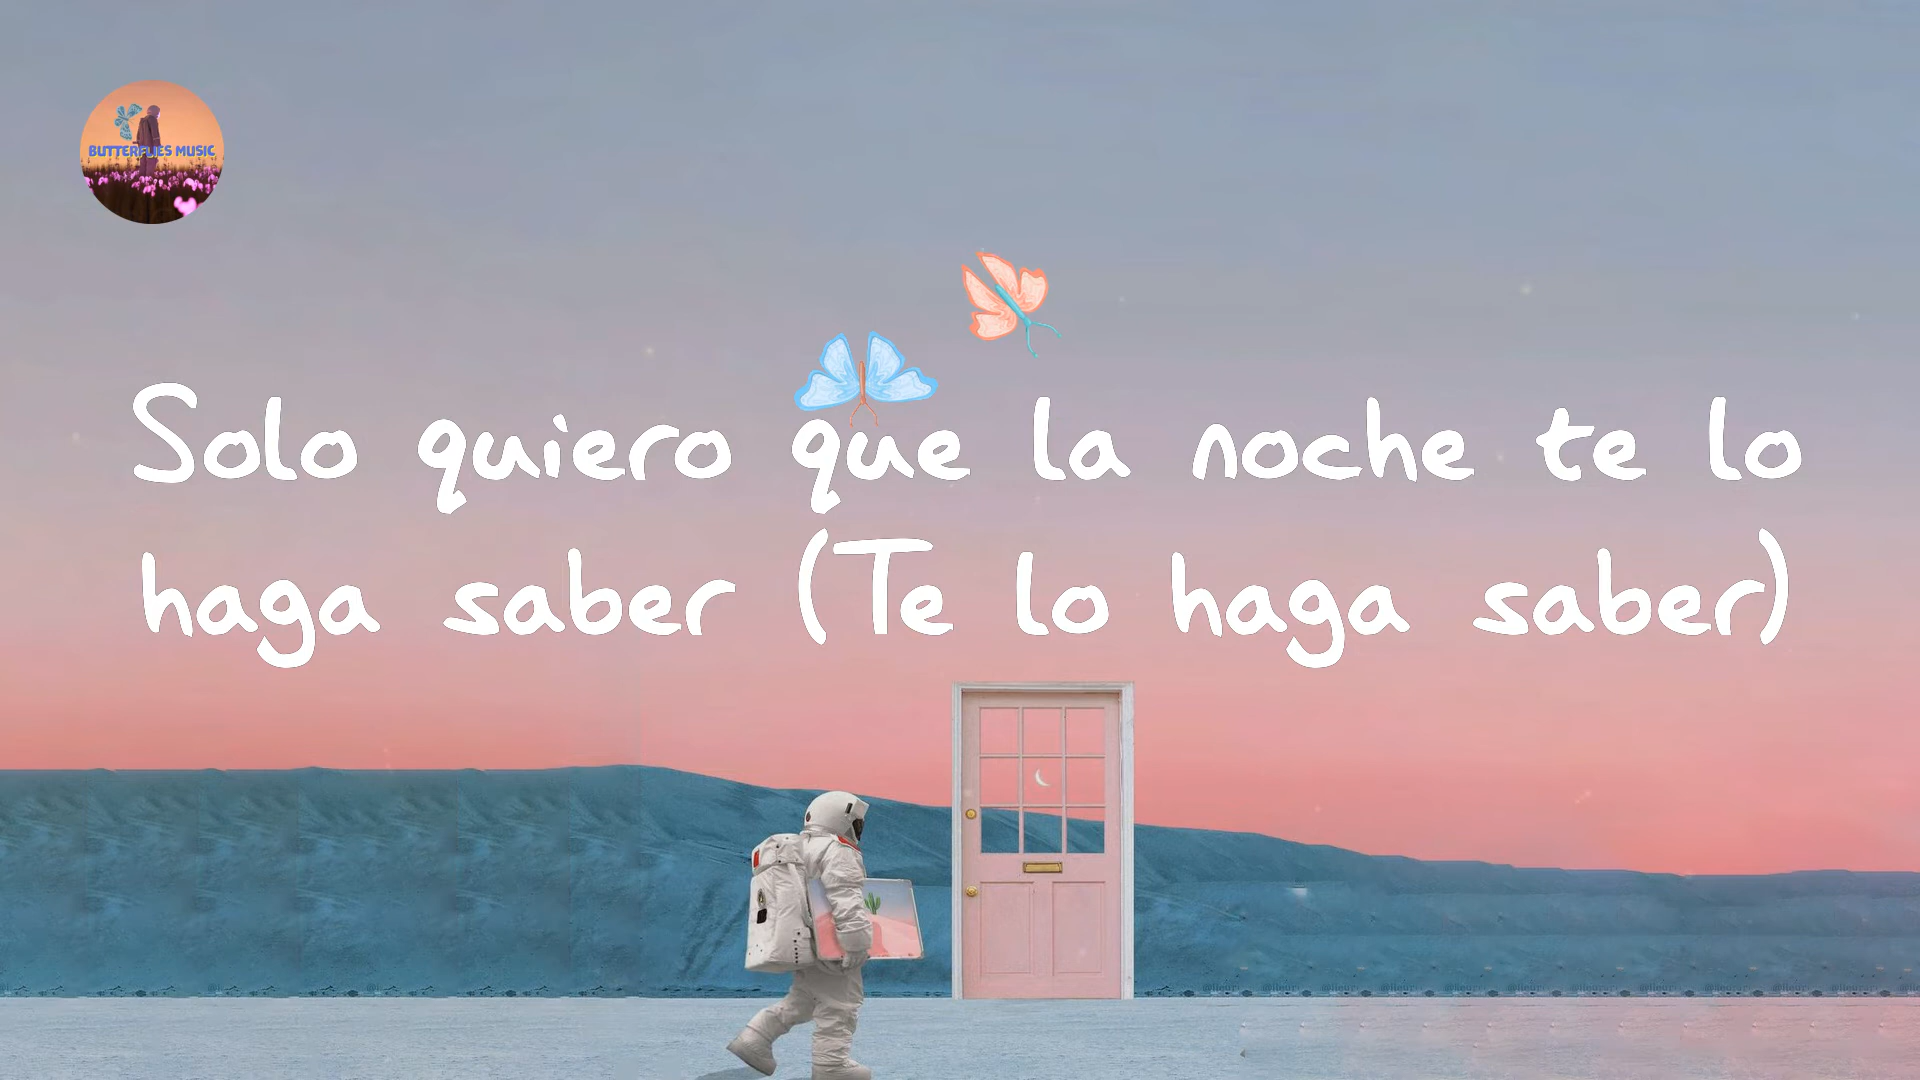 BUTTERFLIES MUSIC
Solo quiero que la noche te lo
haga saber (Te lo haga saber)